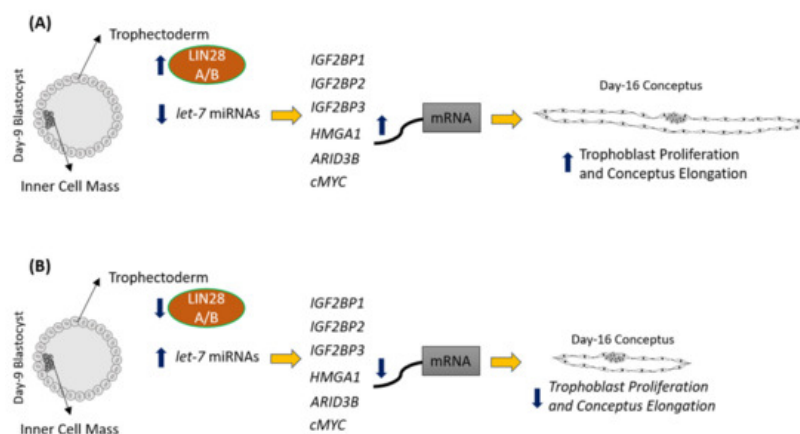 (A)
Trophectoderm
LIN28
A/B
let-7 miRNAs
Day-9 Blastocyst
Inner Cell Mass
IGF2BP1
IGF2BP2
IGF2BP3
HMGA1
ARID3B
cMYC
mRNA
Day-16 Conceptus
Trophoblast Proliferation
and Conceptus Elongation
(B)
Trophectoderm
LIN28
A/B
let-7 miRNAs
Day-9 Blastocyst
Inner Cell Mass
IGF2BP1
IGF2BP2
IGF2BP3
HMGA1
ARID3B
cMYC
mRNA
Day-16 Conceptus
Trophoblast Proliferation
and Conceptus Elongation